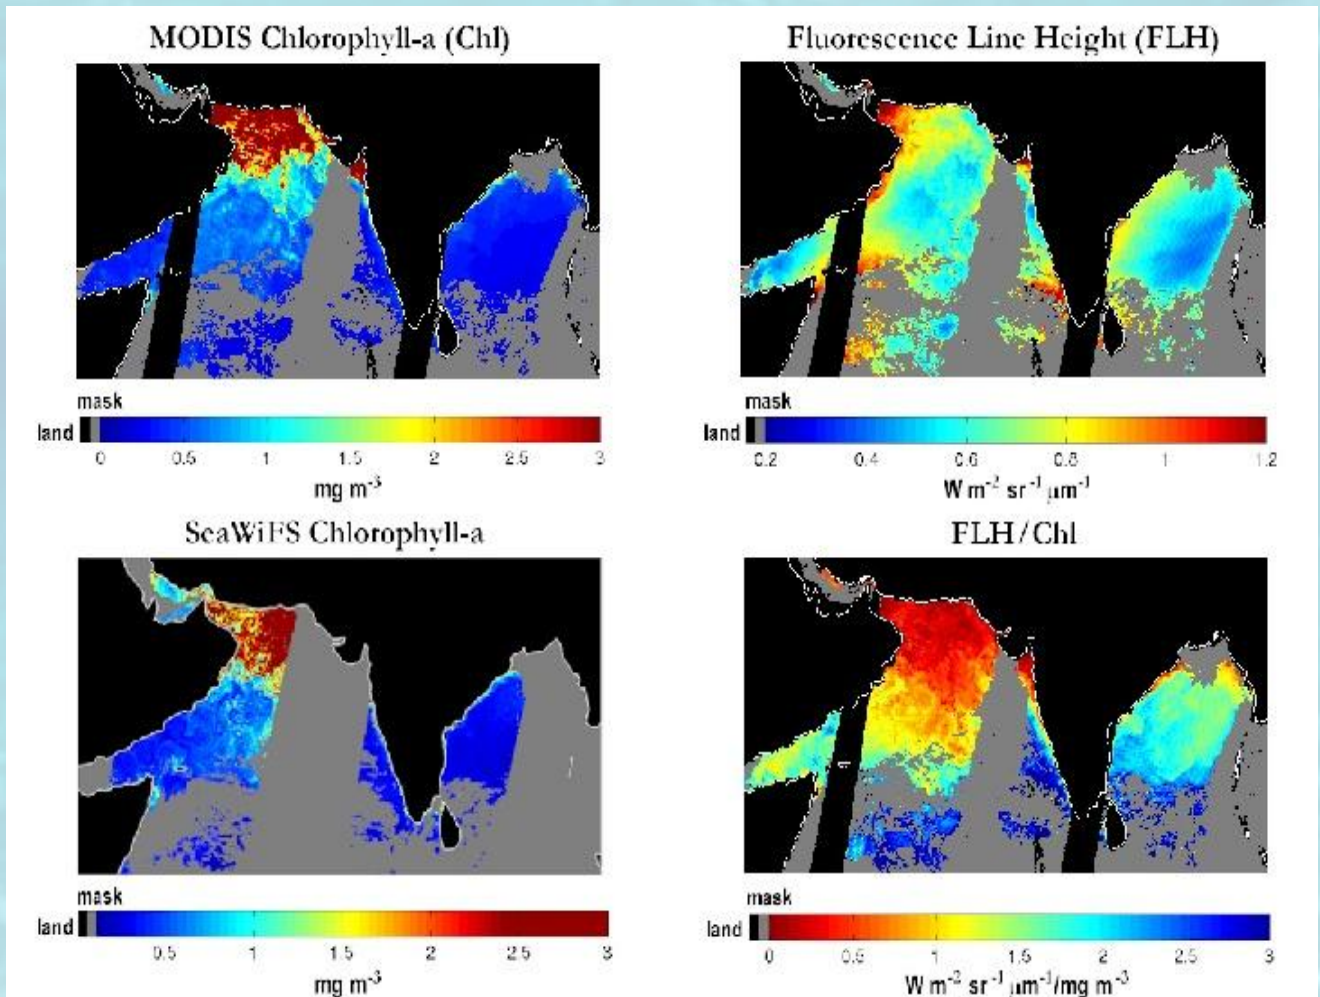 MODIS Chlorophyll-a (Chl)
Fluorescence Line Height (FLH)
mask
land
0 0.5 1 1.5 2 2.5 3
mg m⁻³
mask
land
0.2 0.4 0.6 0.8 1 1.2
W m⁻² sr⁻¹ μm⁻¹
SeaWiFS Chlorophyll-a
FLH/Chl
mask
land
0.5 1 1.5 2 2.5 3
mg m⁻³
mask
land
0 0.5 1 1.5 2 2.5 3
W m⁻² sr⁻¹ μm⁻¹/mg m⁻³